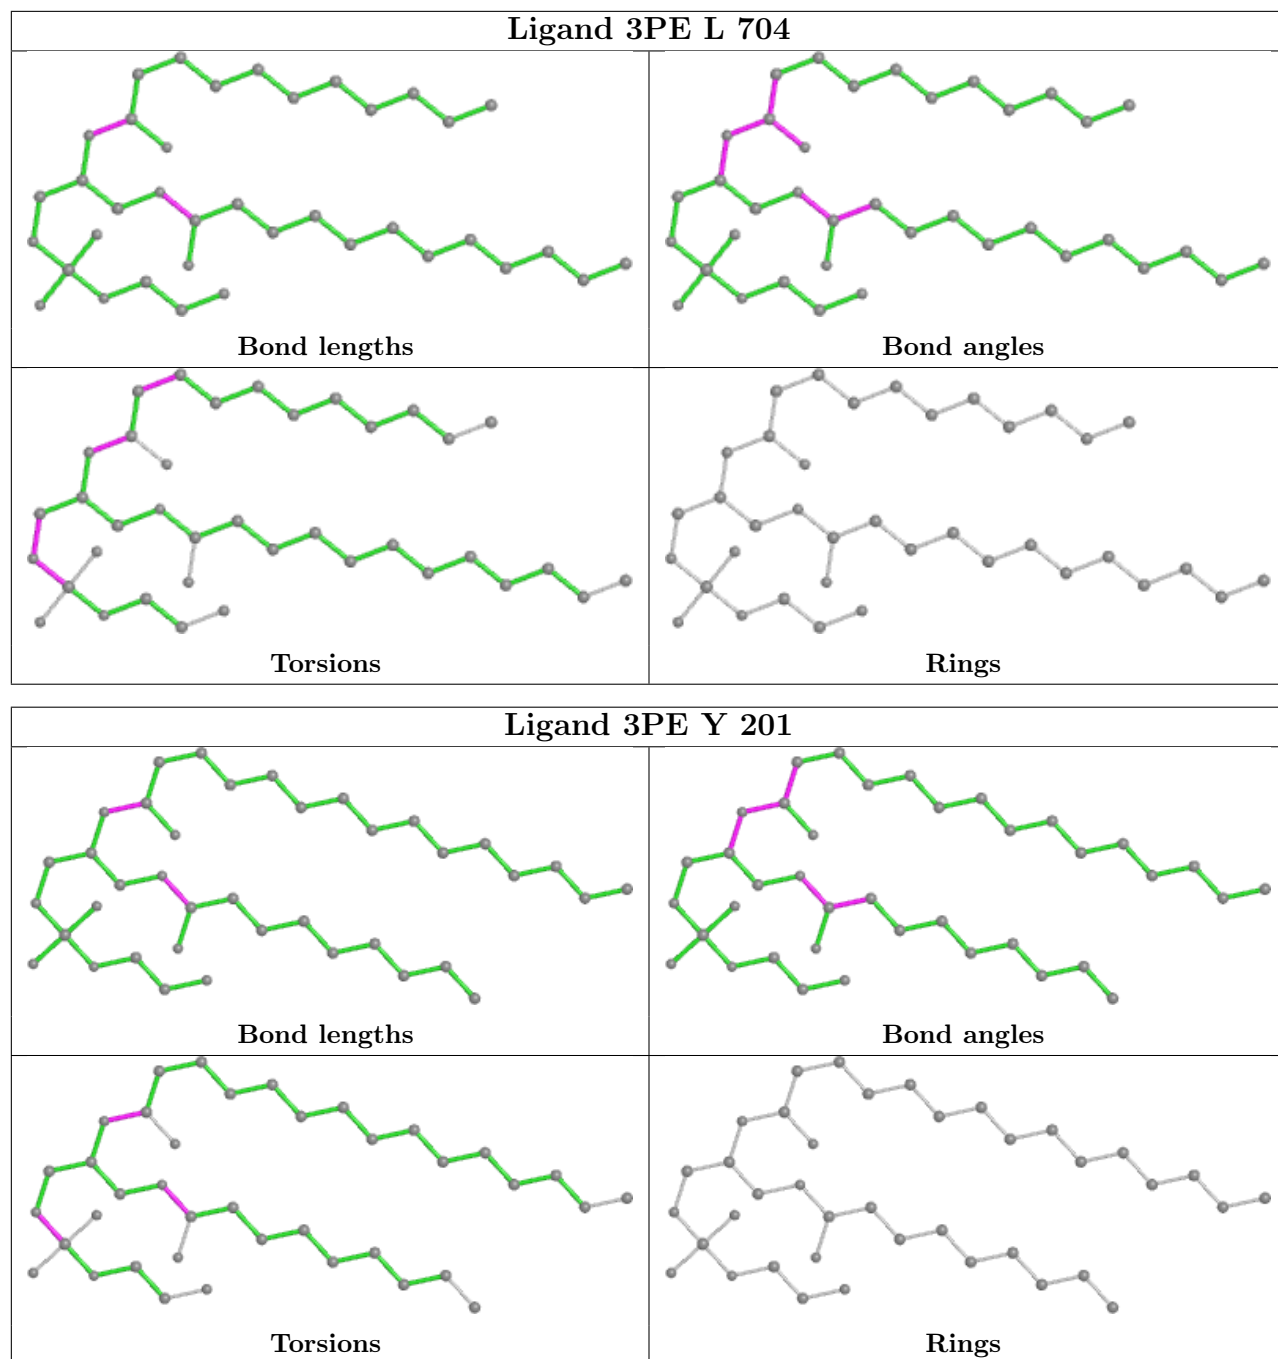 Ligand 3PE L 704
Bond lengths
Bond angles
Torsions
Rings
Ligand 3PE Y 201
Bond lengths
Bond angles
Torsions
Rings